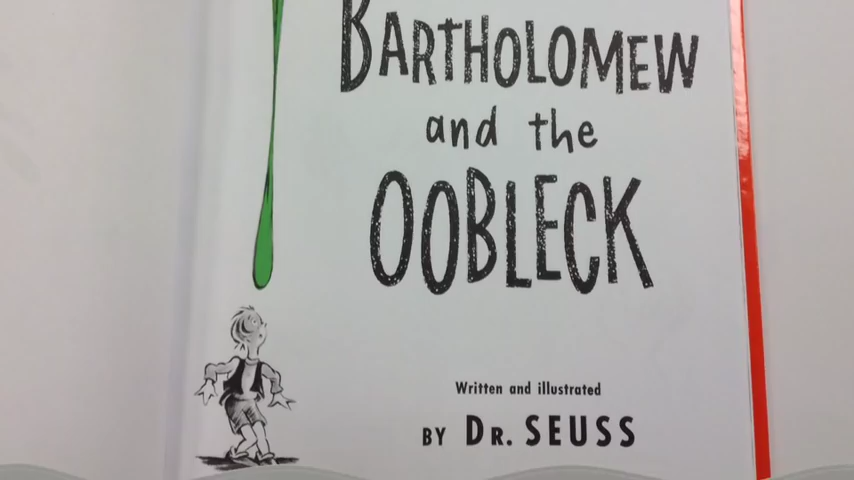 BARTHOLOMEW
and the
OOBLECK
Written and illustrated
BY DR. SEUSS